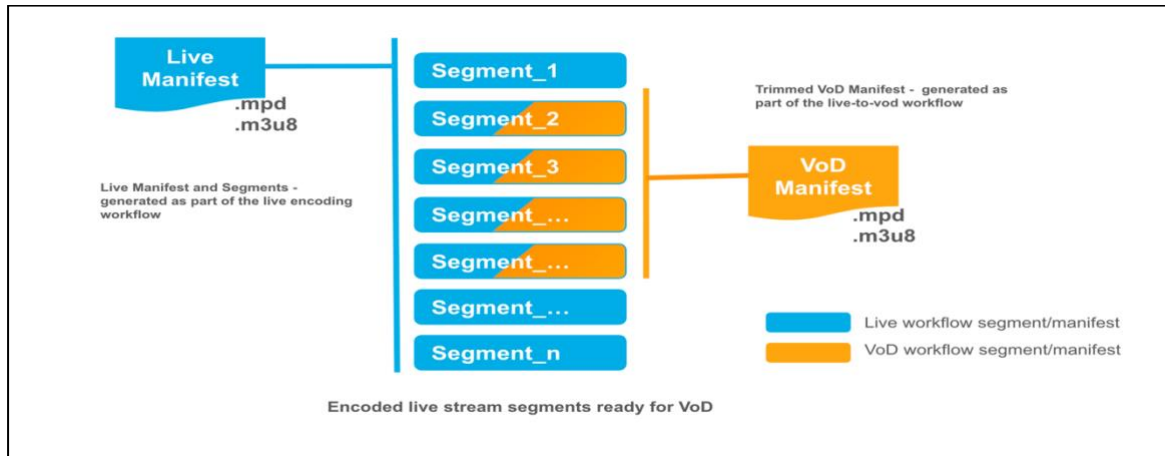 Live
Manifest
.mpd
.m3u8
Live Manifest and Segments -
generated as part of the live encoding
workflow
Segment_1
Segment_2
Segment_3
Segment_...
Segment_...
Segment_...
Segment_n
Trimmed VoD Manifest - generated as
part of the live-to-vod workflow
VoD
Manifest
.mpd
.m3u8
Live workflow segment/manifest
VoD workflow segment/manifest
Encoded live stream segments ready for VoD